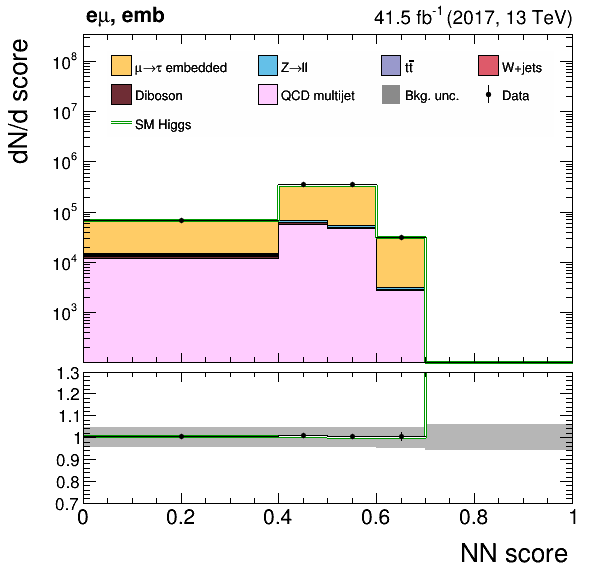 eμ, emb 41.5 fb⁻¹ (2017, 13 TeV)
dN/d score
10⁸
10⁷
10⁶
10⁵
10⁴
10³
μ→τ embedded Z→ll tt̄ W+jets
Diboson QCD multijet Bkg. unc. Data
SM Higgs
1.3
1.2
1.1
1
0.9
0.8
0.7
0 0.2 0.4 0.6 0.8 1
NN score